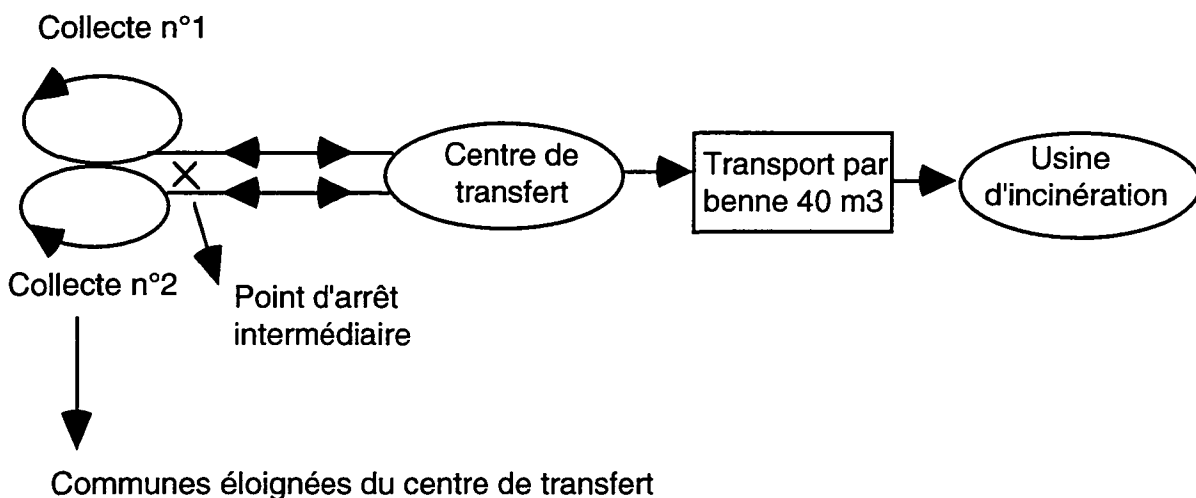 Collecte n°1
Centre de
transfert
Transport par
benne 40 m3
Usine
d'incinération
Collecte n°2
Point d'arrêt
intermédiaire
Communes éloignées du centre de transfert